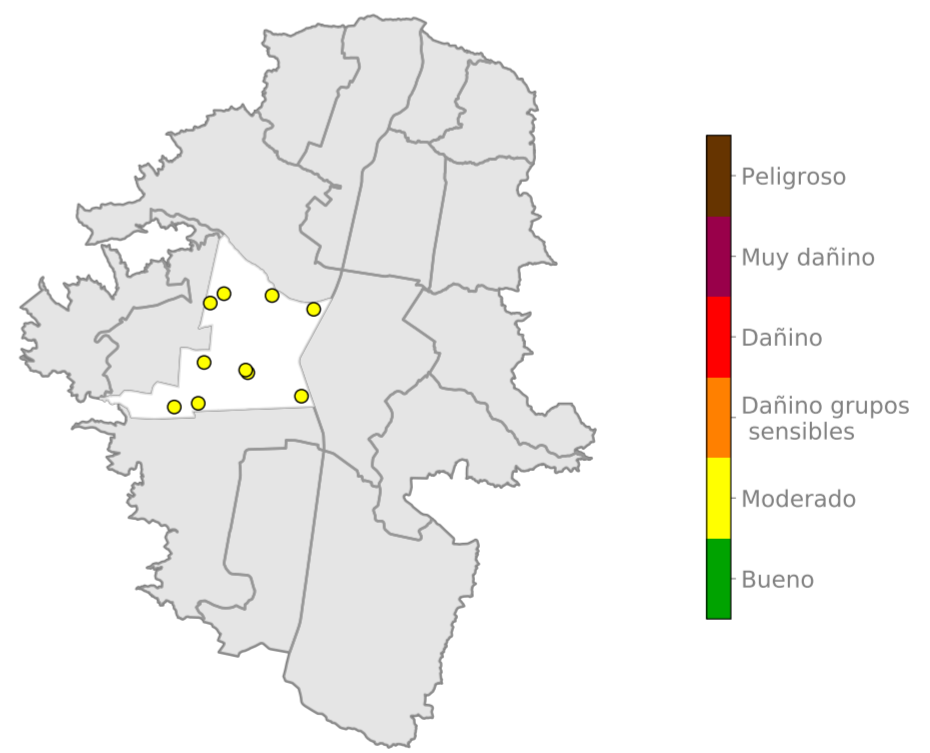 Peligroso
Muy dañino
Dañino
Dañino grupos
sensibles
Moderado
Bueno